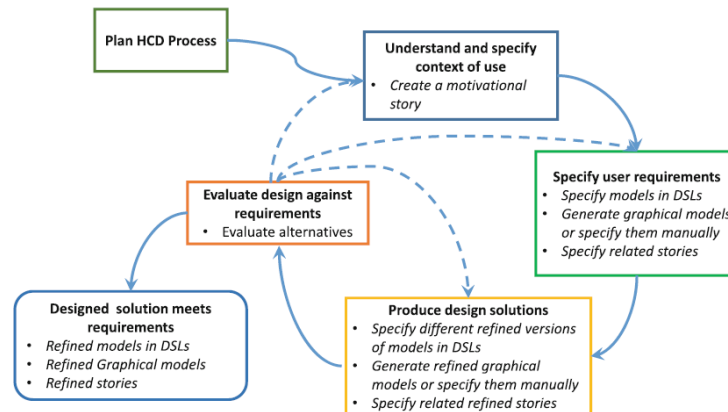 Plan HCD Process
Understand and specify
context of use
• Create a motivational
story
Specify user requirements
• Specify models in DSLs
• Generate graphical models
or specify them manually
• Specify related stories
Evaluate design against
requirements
• Evaluate alternatives
Produce design solutions
• Specify different refined versions
of models in DSLs
• Generate refined graphical
models or specify them manually
• Specify related refined stories
Designed solution meets
requirements
• Refined models in DSLs
• Refined Graphical models
• Refined stories